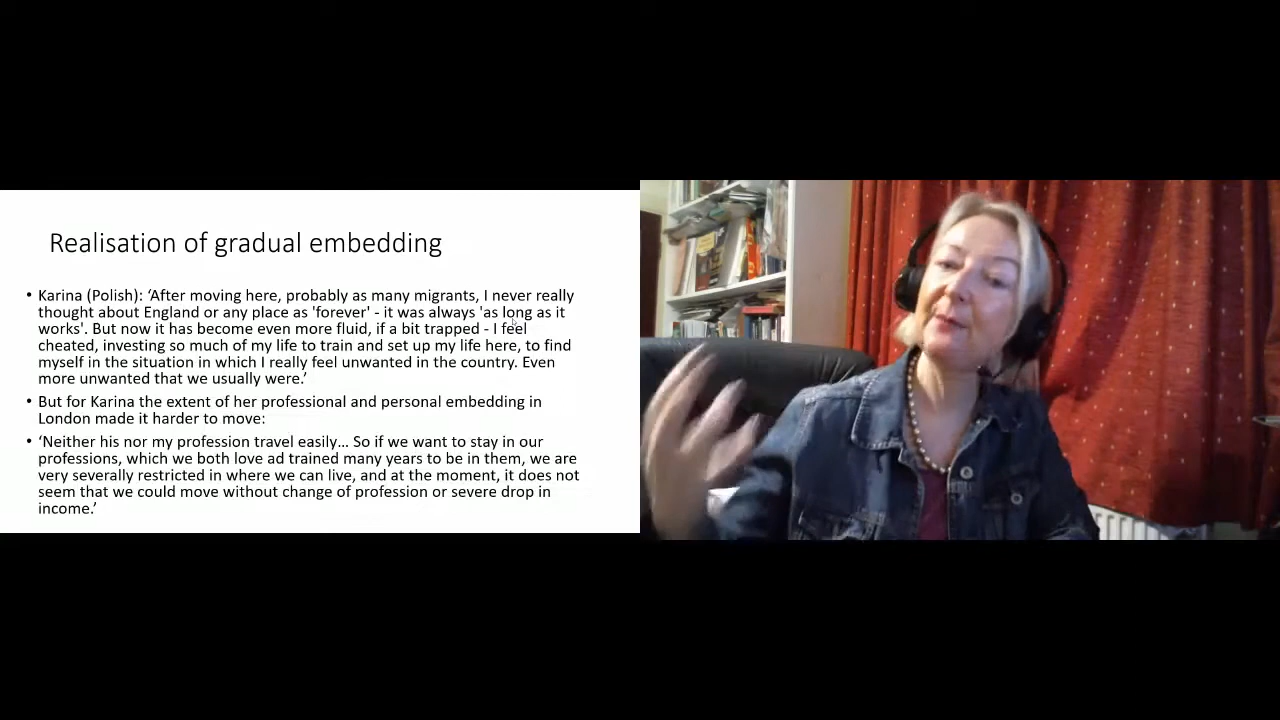 Realisation of gradual embedding
• Karina (Polish): ‘After moving here, probably as many migrants, I never really
thought about England or any place as 'forever' - it was always 'as long as it
works'. But now it has become even more fluid, if a bit trapped - I feel
cheated, investing so much of my life to train and set up my life here, to find
myself in the situation in which I really feel unwanted in the country. Even
more unwanted that we usually were.’
• But for Karina the extent of her professional and personal embedding in
London made it harder to move:
• ‘Neither his nor my profession travel easily… So if we want to stay in our
professions, which we both love ad trained many years to be in them, we are
very severally restricted in where we can live, and at the moment, it does not
seem that we could move without change of profession or severe drop in
income.’